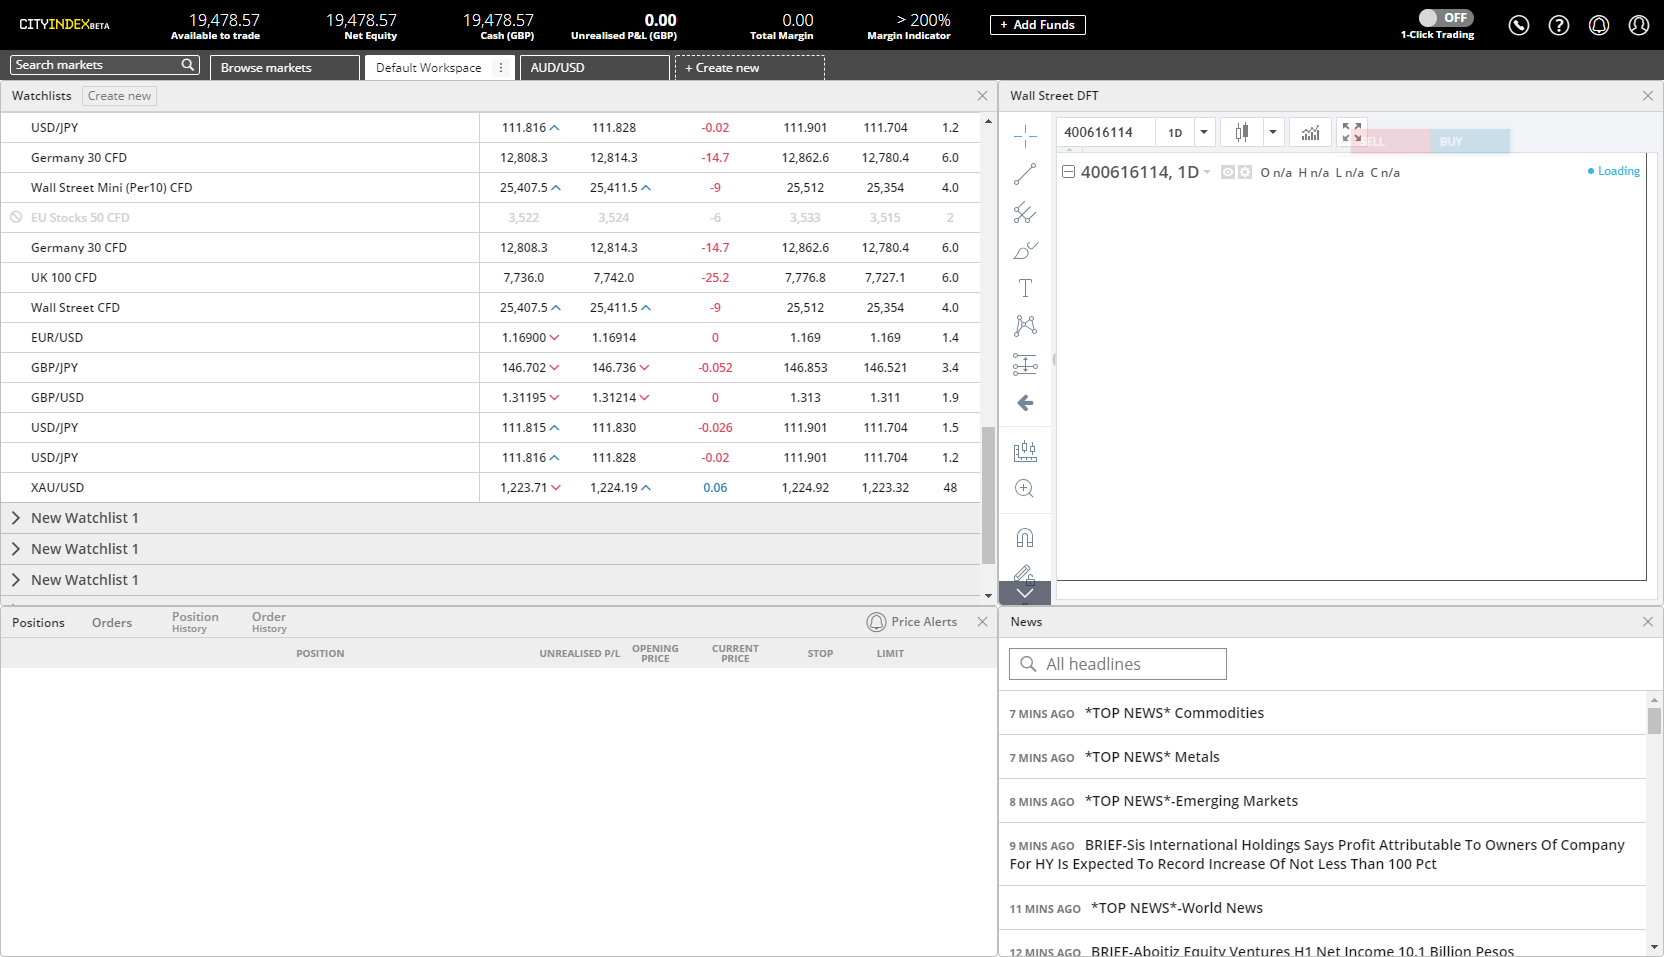 CITYINDEX BETA
19,478.57 19,478.57 19,478.57 0.00 0.00 > 200%
Available to trade Net Equity Cash (GBP) Unrealised P&L (GBP) Total Margin Margin Indicator
+ Add Funds
OFF
1-Click Trading
Search markets
Browse markets
Default Workspace
AUD/USD
+ Create new
Watchlists Create new
USD/JPY 111.816 111.828 -0.02 111.901 111.704 1.2
Germany 30 CFD 12,808.3 12,814.3 -14.7 12,862.6 12,780.4 6.0
Wall Street Mini (Per10) CFD 25,407.5 25,411.5 -9 25,512 25,354 4.0
EU Stocks 50 CFD 3,522 3,524 -6 3,533 3,515 2
Germany 30 CFD 12,808.3 12,814.3 -14.7 12,862.6 12,780.4 6.0
UK 100 CFD 7,736.0 7,742.0 -25.2 7,776.8 7,727.1 6.0
Wall Street CFD 25,407.5 25,411.5 -9 25,512 25,354 4.0
EUR/USD 1.16900 1.16914 0 1.169 1.169 1.4
GBP/JPY 146.702 146.736 -0.052 146.853 146.521 3.4
GBP/USD 1.31195 1.31214 0 1.313 1.311 1.9
USD/JPY 111.815 111.830 -0.026 111.901 111.704 1.5
USD/JPY 111.816 111.828 -0.02 111.901 111.704 1.2
XAU/USD 1,223.71 1,224.19 0.06 1,224.92 1,223.32 48
New Watchlist 1
New Watchlist 1
New Watchlist 1
Wall Street DFT
400616114 1D
SELL BUY
400616114, 1D O n/a H n/a L n/a C n/a
Loading
Positions Orders Position History Order History Price Alerts
POSITION UNREALISED P/L OPENING PRICE CURRENT PRICE STOP LIMIT
News
All headlines
7 MINS AGO *TOP NEWS* Commodities
7 MINS AGO *TOP NEWS* Metals
8 MINS AGO *TOP NEWS*-Emerging Markets
9 MINS AGO BRIEF-Sis International Holdings Says Profit Attributable To Owners Of Company
For HY Is Expected To Record Increase Of Not Less Than 100 Pct
11 MINS AGO *TOP NEWS*-World News
12 MINS AGO BRIEF-Aboitiz Equity Ventures H1 Net Income 10.1 Billion Pesos